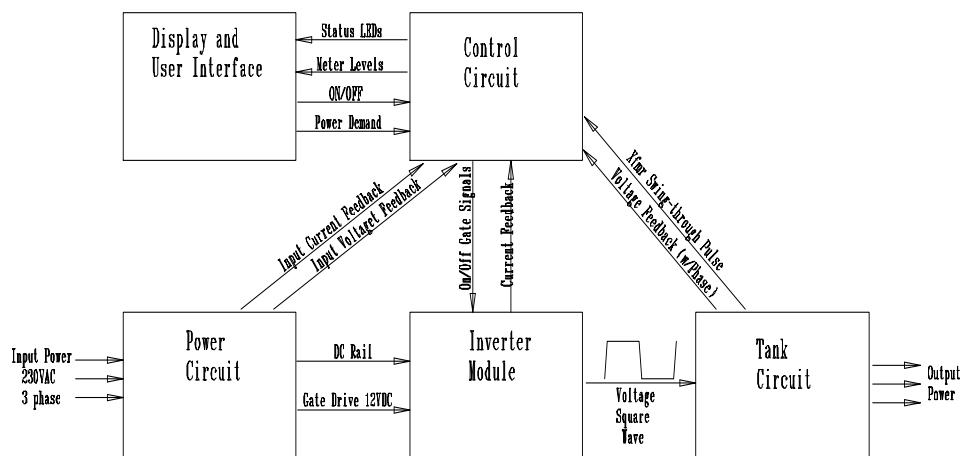 Display and
User Interface
Status LEDs
Meter Levels
ON/OFF
Power Demand
Control
Circuit
Input Current Feedback
Input Voltaget Feedback
On/Off Gate Signals
Current Feedback
Xfmr Swing-through Pulse
Voltage Feedback (w/Phase)
Input Power
230VAC
3 phase
Power
Circuit
DC Rail
Gate Drive 12VDC
Inverter
Module
Voltage
Square
Wave
Tank
Circuit
Output
Power